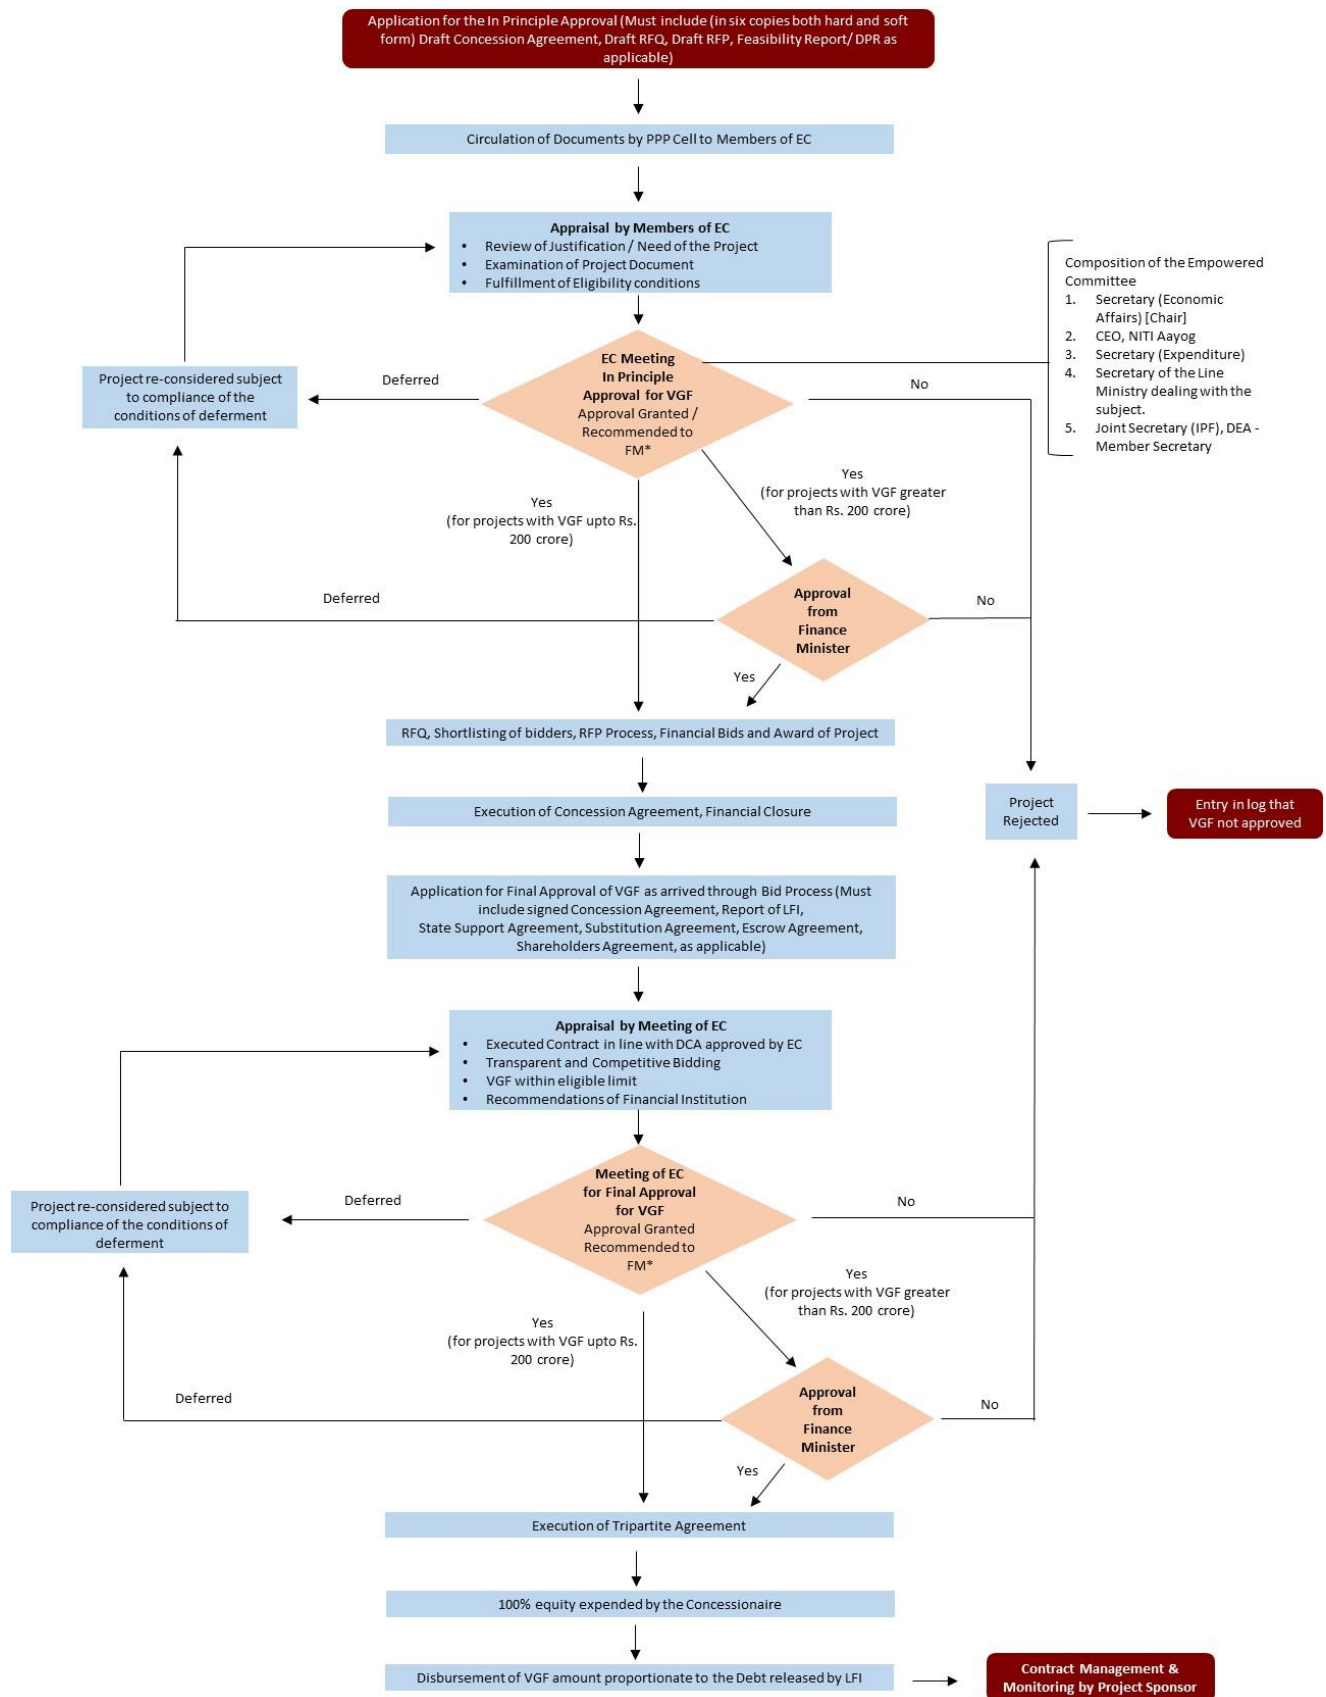 Application for the In Principle Approval (Must include (in six copies both hard and soft
form) Draft Concession Agreement, Draft RFQ, Draft RFP, Feasibility Report/ DPR as
applicable)
Circulation of Documents by PPP Cell to Members of EC
Appraisal by Members of EC
• Review of Justification / Need of the Project
• Examination of Project Document
• Fulfillment of Eligibility conditions
Composition of the Empowered
Committee
1. Secretary (Economic
Affairs) [Chair]
2. CEO, NITI Aayog
3. Secretary (Expenditure)
4. Secretary of the Line
Ministry dealing with the
subject.
5. Joint Secretary (IPF), DEA -
Member Secretary
EC Meeting
In Principle
Approval for VGF
Approval Granted /
Recommended to
FM*
Deferred
No
Project re-considered subject
to compliance of the
conditions of deferment
Yes
(for projects with VGF greater
than Rs. 200 crore)
Yes
(for projects with VGF upto Rs.
200 crore)
Approval
from
Finance
Minister
Deferred
No
Yes
RFQ, Shortlisting of bidders, RFP Process, Financial Bids and Award of Project
Execution of Concession Agreement, Financial Closure
Project
Rejected
Entry in log that
VGF not approved
Application for Final Approval of VGF as arrived through Bid Process (Must
include signed Concession Agreement, Report of LFI,
State Support Agreement, Substitution Agreement, Escrow Agreement,
Shareholders Agreement, as applicable)
Appraisal by Meeting of EC
• Executed Contract in line with DCA approved by EC
• Transparent and Competitive Bidding
• VGF within eligible limit
• Recommendations of Financial Institution
Meeting of EC
for Final Approval
for VGF
Approval Granted
Recommended to
FM*
Deferred
No
Project re-considered subject to
compliance of the conditions of
deferment
Yes
(for projects with VGF greater
than Rs. 200 crore)
Yes
(for projects with VGF upto Rs.
200 crore)
Approval
from
Finance
Minister
Deferred
No
Yes
Execution of Tripartite Agreement
100% equity expended by the Concessionaire
Disbursement of VGF amount proportionate to the Debt released by LFI
Contract Management &
Monitoring by Project Sponsor